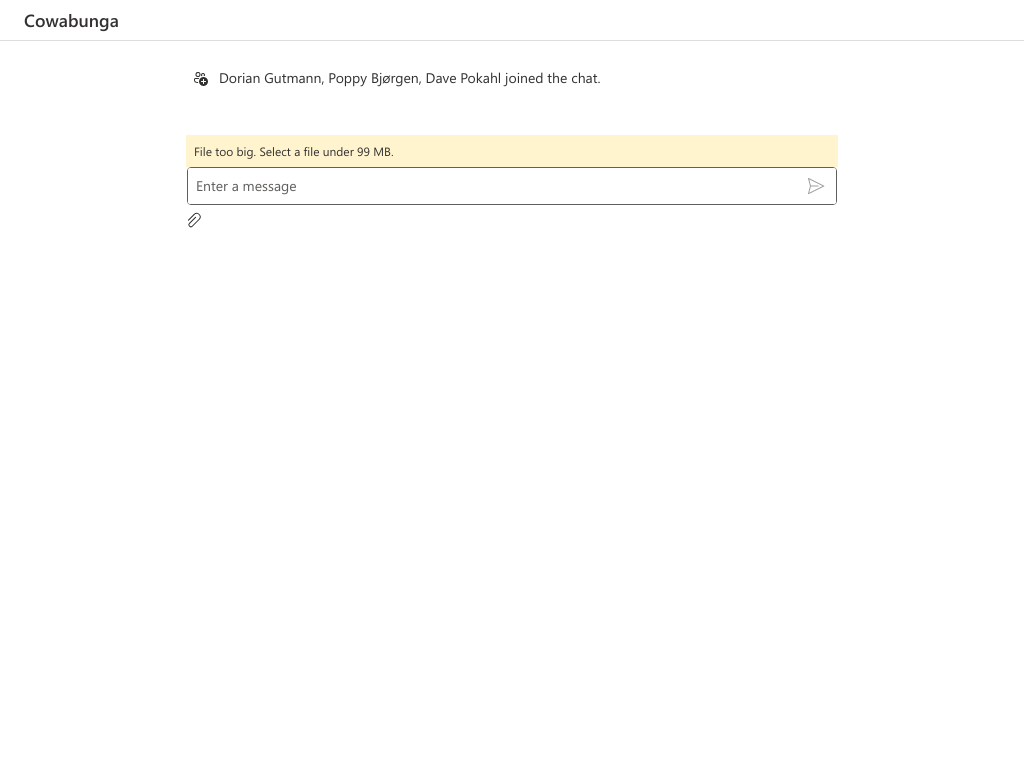 Cowabunga
Dorian Gutmann, Poppy Bjørgen, Dave Pokahl joined the chat.
File too big. Select a file under 99 MB.
Enter a message